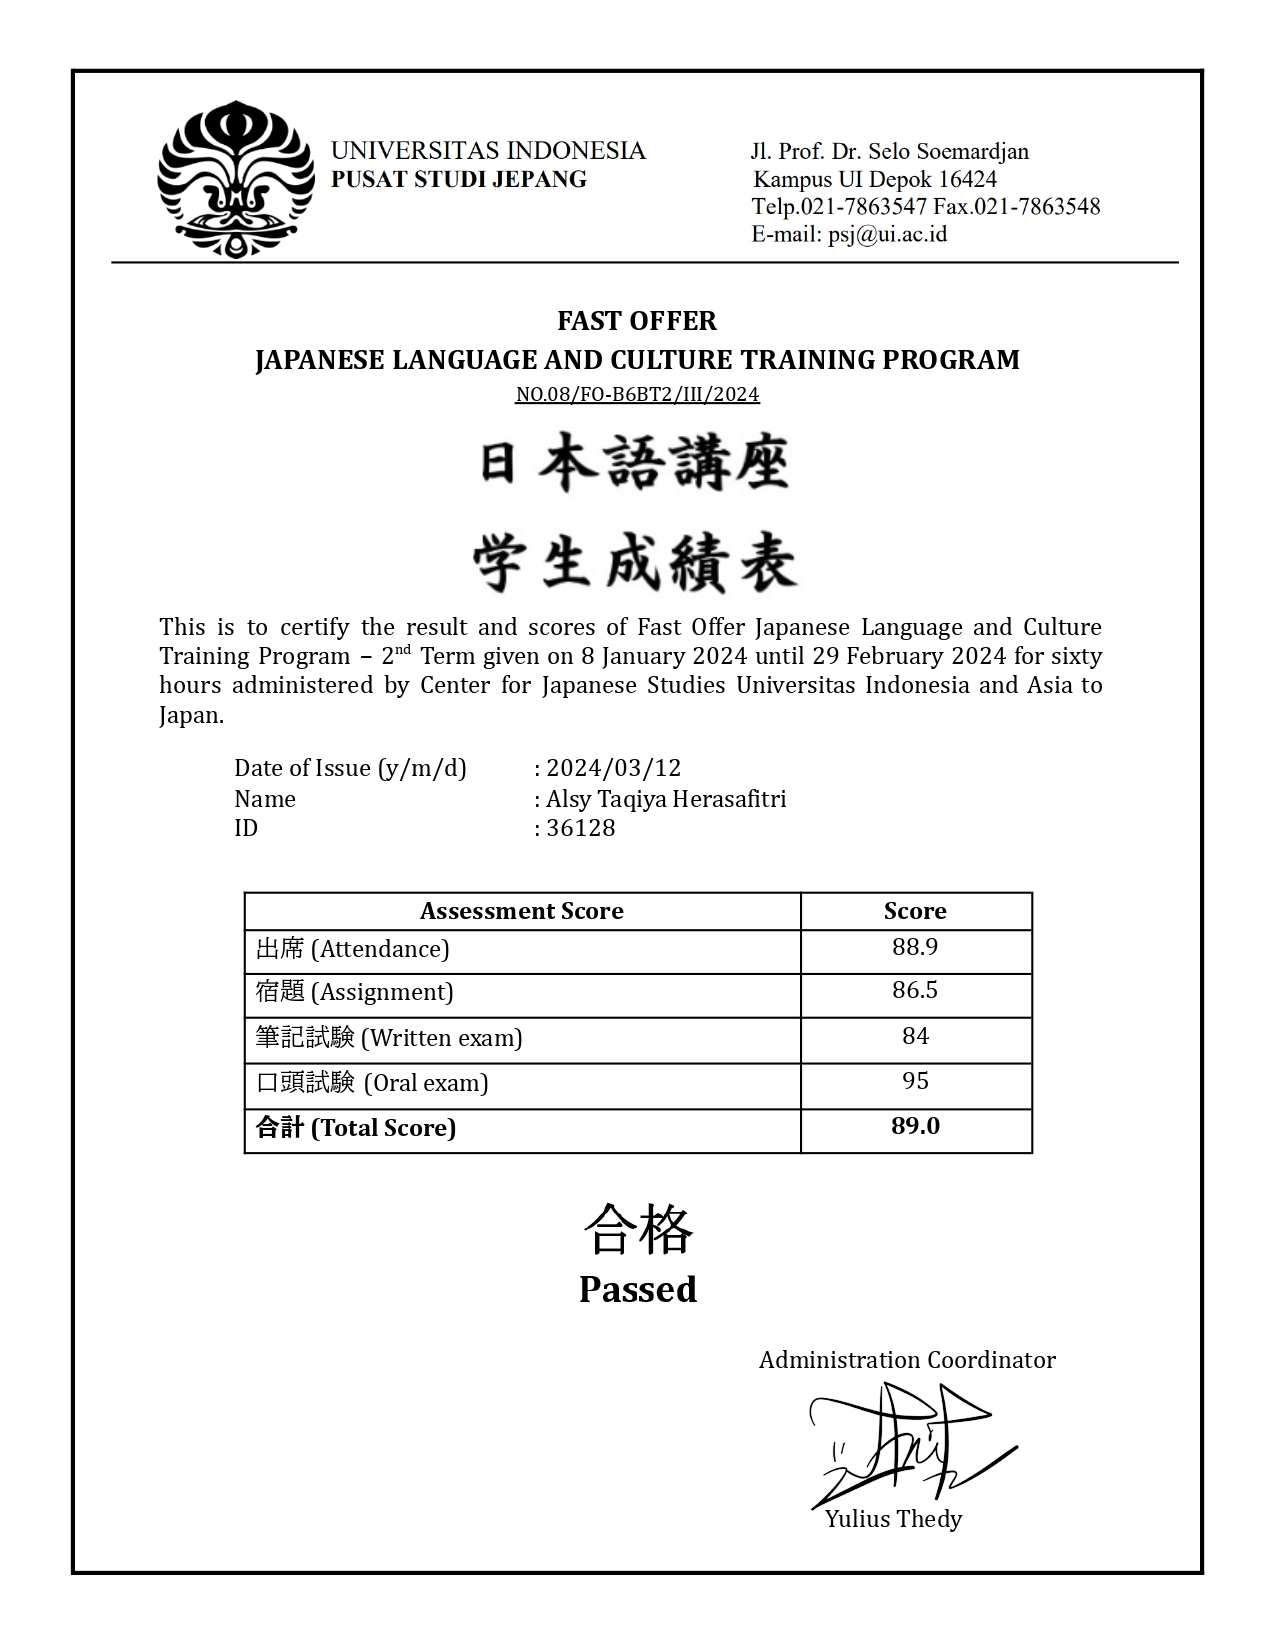 UNIVERSITAS INDONESIA
PUSAT STUDI JEPANG
Jl. Prof. Dr. Selo Soemardjan
Kampus UI Depok 16424
Telp.021-7863547 Fax.021-7863548
E-mail: psj@ui.ac.id
FAST OFFER
JAPANESE LANGUAGE AND CULTURE TRAINING PROGRAM
NO.08/FO-B6BT2/III/2024
日本語講座
学生成績表
This is to certify the result and scores of Fast Offer Japanese Language and Culture
Training Program – 2nd Term given on 8 January 2024 until 29 February 2024 for sixty
hours administered by Center for Japanese Studies Universitas Indonesia and Asia to
Japan.
Date of Issue (y/m/d) : 2024/03/12
Name : Alsy Taqiya Herasafitri
ID : 36128
Assessment Score Score
出席 (Attendance) 88.9
宿題 (Assignment) 86.5
筆記試験 (Written exam) 84
口頭試験 (Oral exam) 95
合計 (Total Score) 89.0
合格
Passed
Administration Coordinator
Yulius Thedy